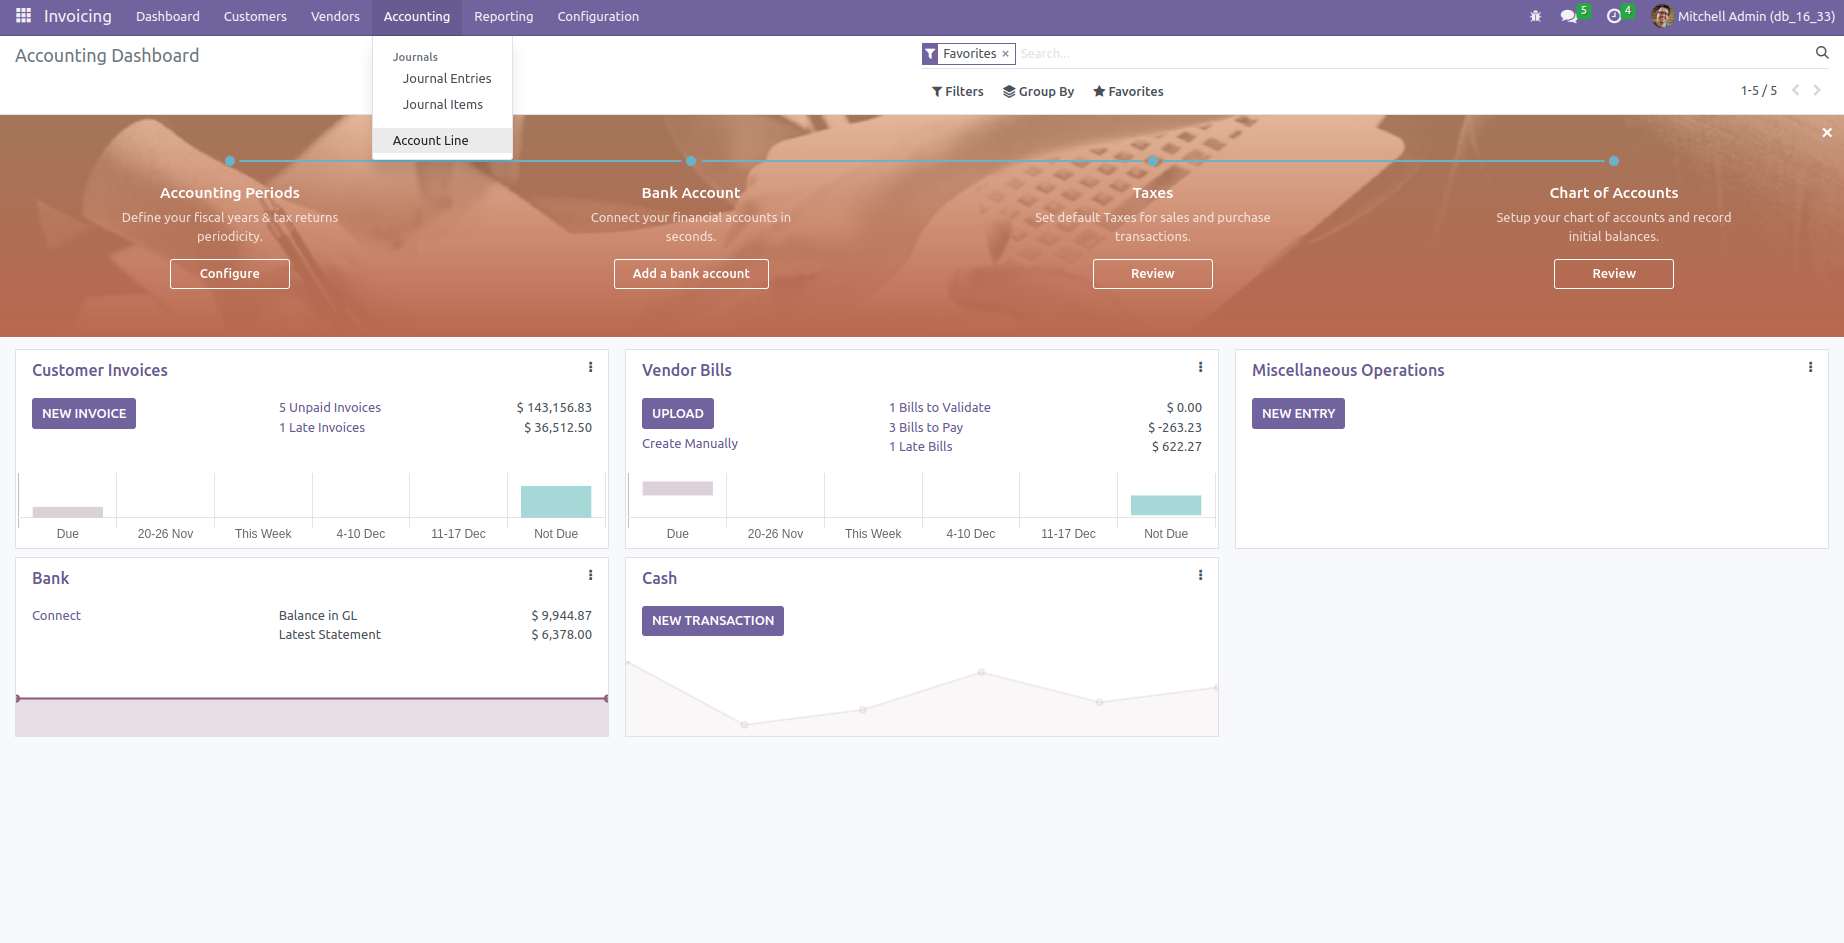 Invoicing Dashboard Customers Vendors Accounting Reporting Configuration 5 4 Mitchell Admin (db_16_33)
Accounting Dashboard
Favorites × Search...
Filters Group By Favorites 1-5 / 5
Journals
Journal Entries
Journal Items
Account Line
×
Accounting Periods
Define your fiscal years & tax returns
periodicity.
Configure
Bank Account
Connect your financial accounts in
seconds.
Add a bank account
Taxes
Set default Taxes for sales and purchase
transactions.
Review
Chart of Accounts
Setup your chart of accounts and record
initial balances.
Review
Customer Invoices
NEW INVOICE
5 Unpaid Invoices $ 143,156.83
1 Late Invoices $ 36,512.50
Due 20-26 Nov This Week 4-10 Dec 11-17 Dec Not Due
Vendor Bills
UPLOAD
Create Manually
1 Bills to Validate $ 0.00
3 Bills to Pay $ -263.23
1 Late Bills $ 622.27
Due 20-26 Nov This Week 4-10 Dec 11-17 Dec Not Due
Miscellaneous Operations
NEW ENTRY
Bank
Connect
Balance in GL $ 9,944.87
Latest Statement $ 6,378.00
Cash
NEW TRANSACTION